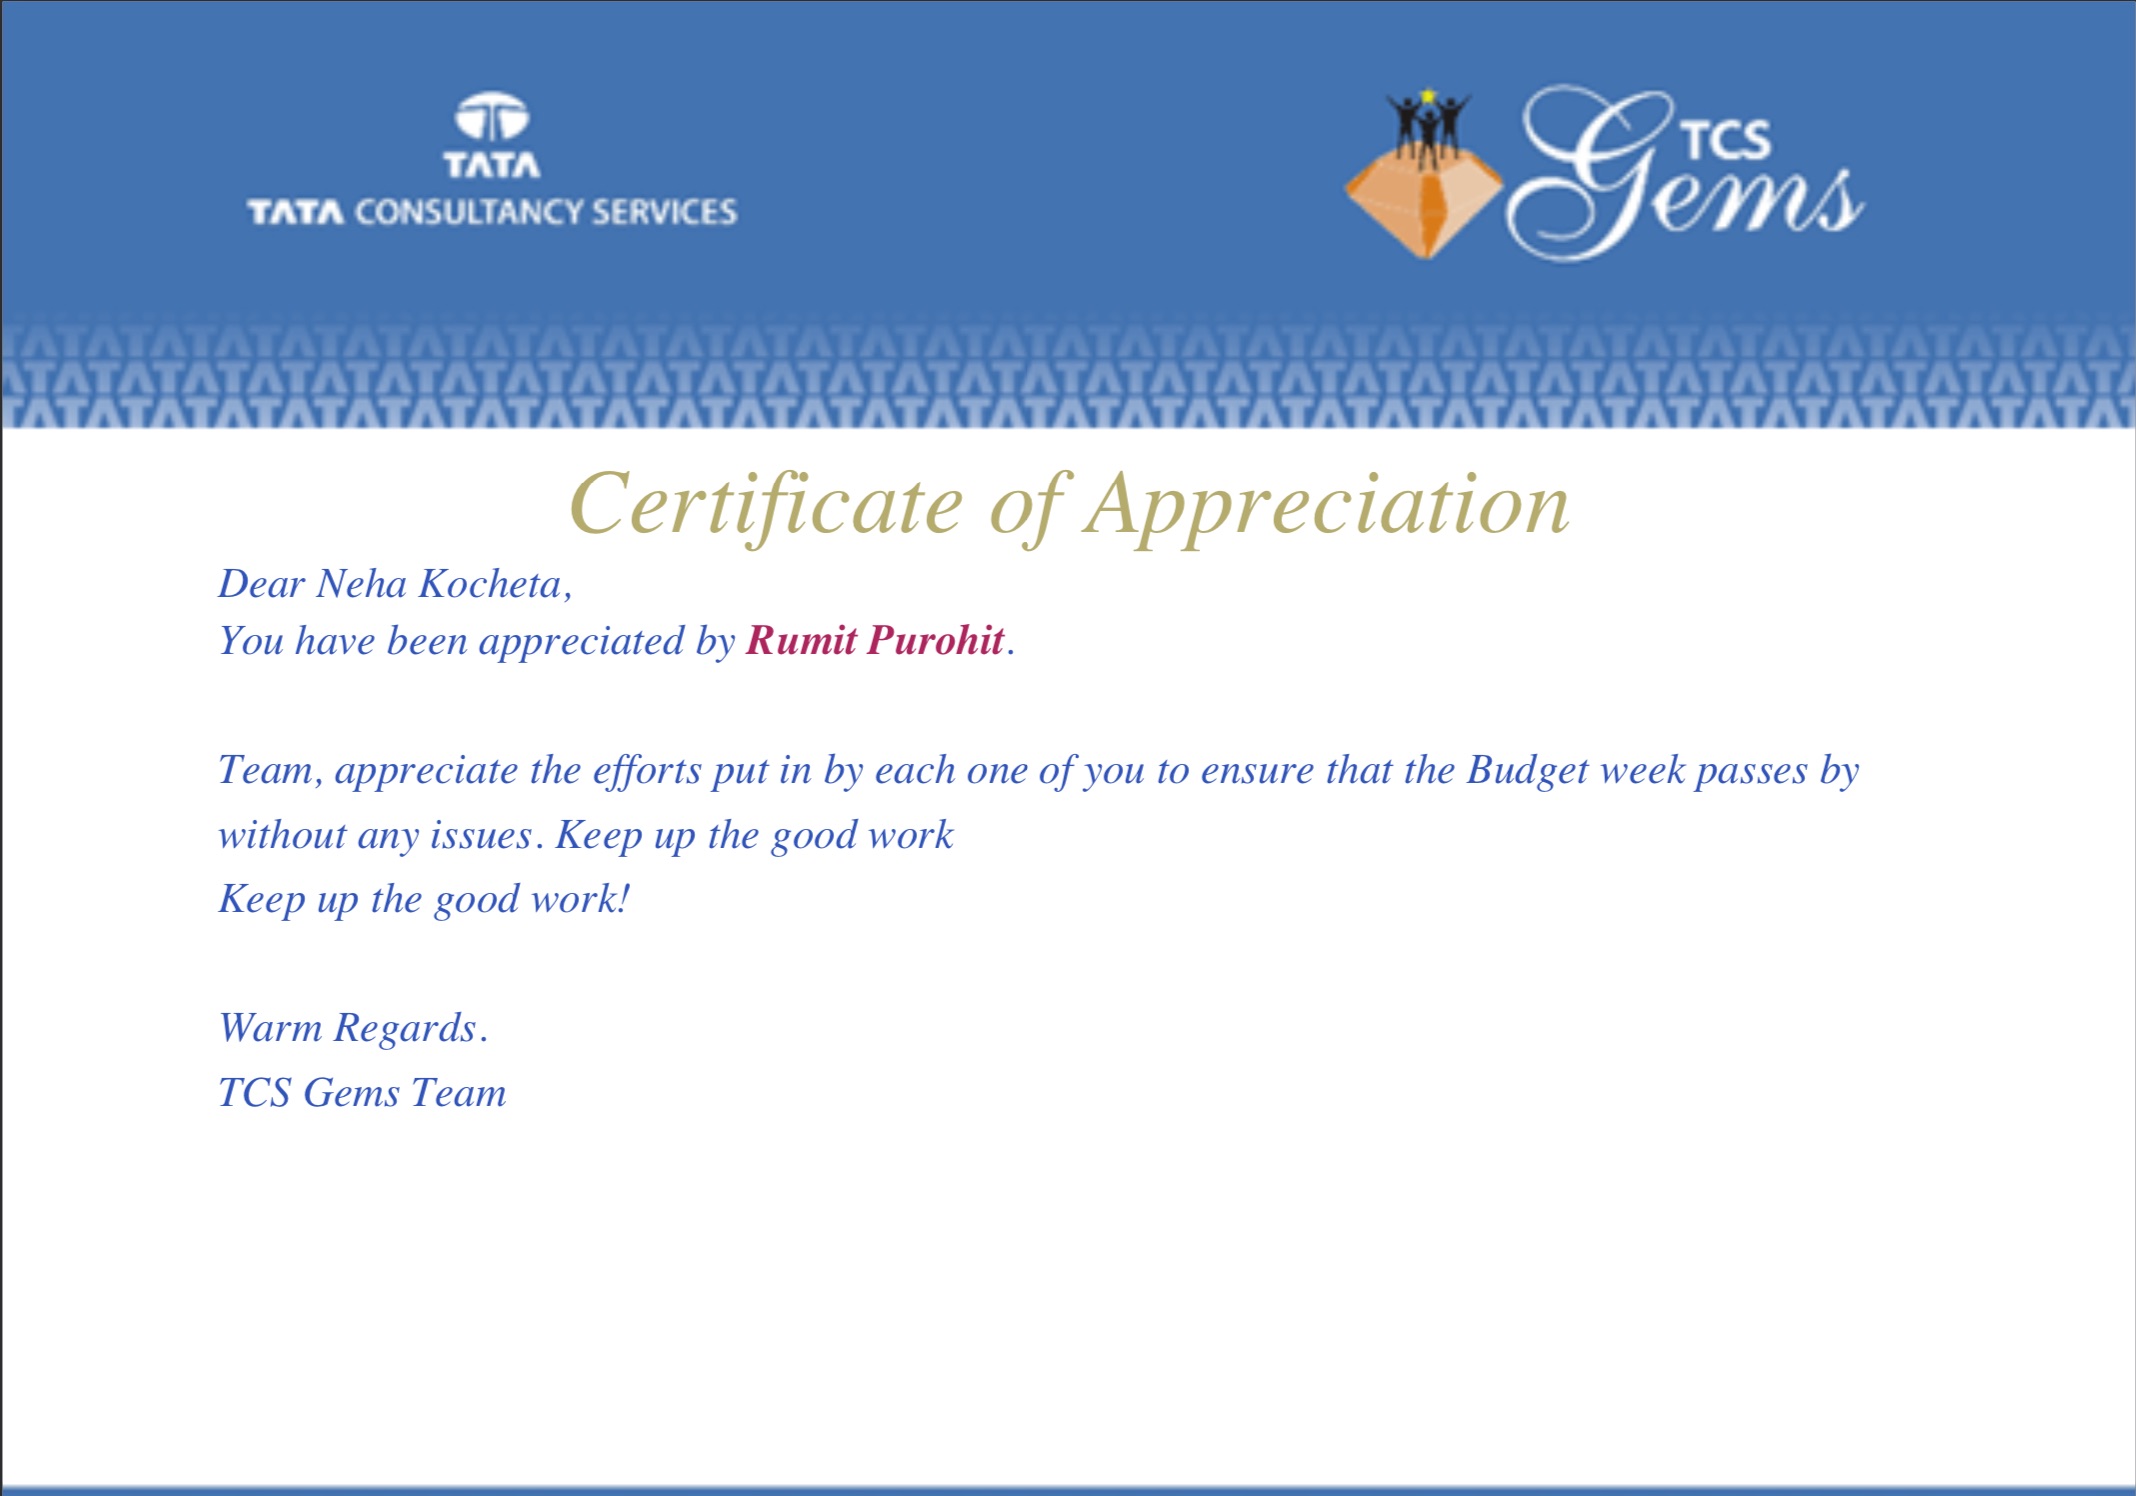 TATA
TATA CONSULTANCY SERVICES
TCS
Gems
Certificate of Appreciation
Dear Neha Kocheta,
You have been appreciated by Rumit Purohit.
Team, appreciate the efforts put in by each one of you to ensure that the Budget week passes by
without any issues. Keep up the good work
Keep up the good work!
Warm Regards.
TCS Gems Team